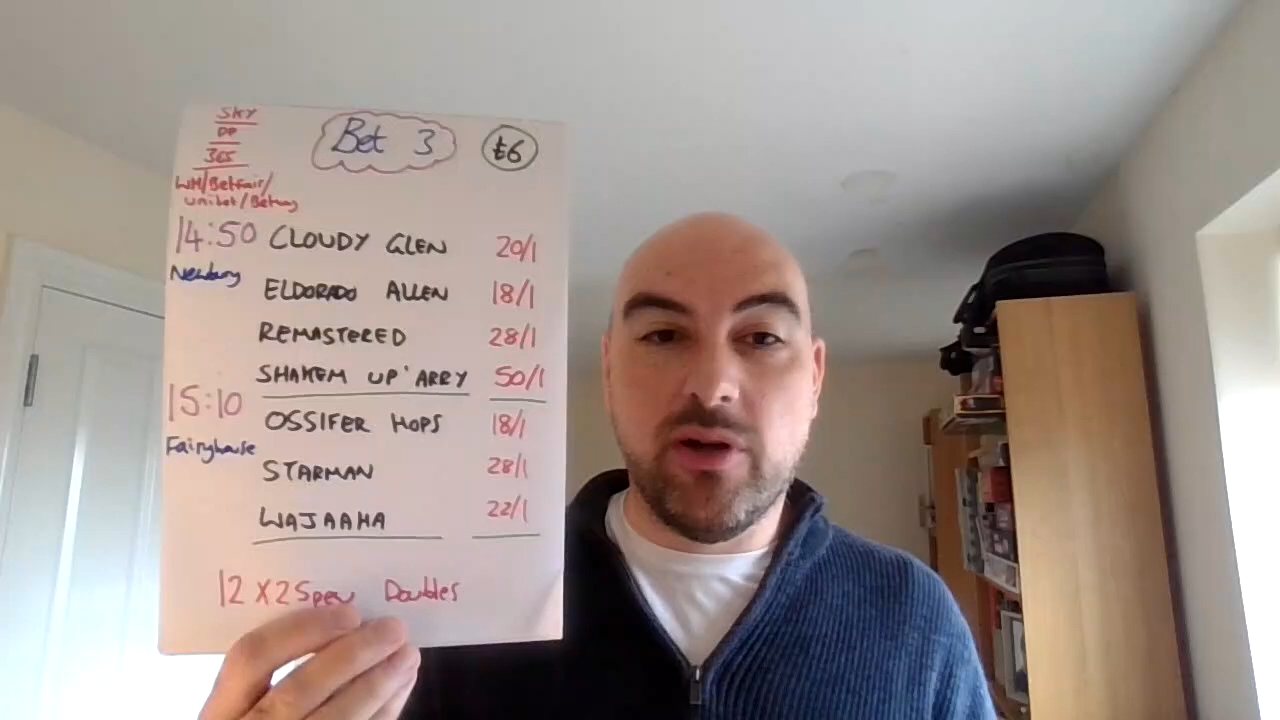 SKY
PP
365
WH/Betfair/
Unibet/Betway
Bet 3
£6
14:50 CLOUDY GLEN 20/1
Newbury
ELDORADO ALLEN 18/1
REMASTERED 28/1
SHAKEM UP'ARRY 50/1
15:10
OSSIFER HOPS 18/1
Fairyhouse
STARMAN 28/1
WAJAAHA 22/1
12 X 25pew Doubles